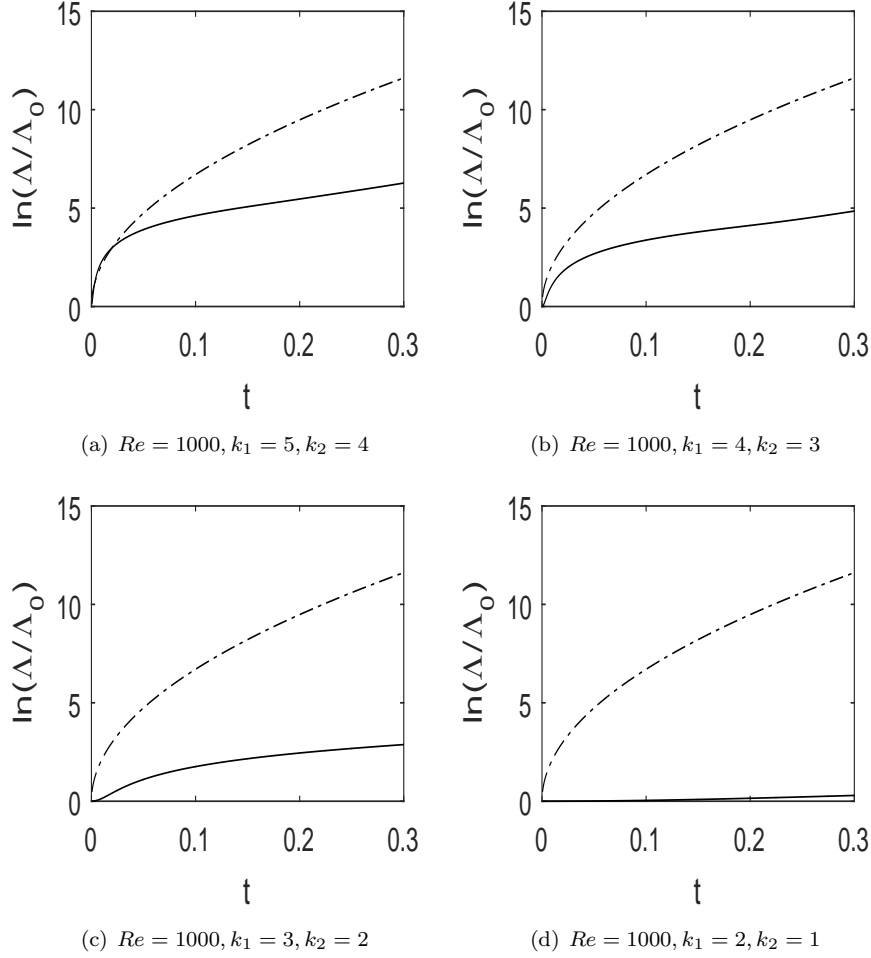 15
10
5
0
ln(Λ/Λ0)
0 0.1 0.2 0.3
t
(a) Re = 1000, k1 = 5, k2 = 4
15
10
5
0
ln(Λ/Λ0)
0 0.1 0.2 0.3
t
(b) Re = 1000, k1 = 4, k2 = 3
15
10
5
0
ln(Λ/Λ0)
0 0.1 0.2 0.3
t
(c) Re = 1000, k1 = 3, k2 = 2
15
10
5
0
ln(Λ/Λ0)
0 0.1 0.2 0.3
t
(d) Re = 1000, k1 = 2, k2 = 1